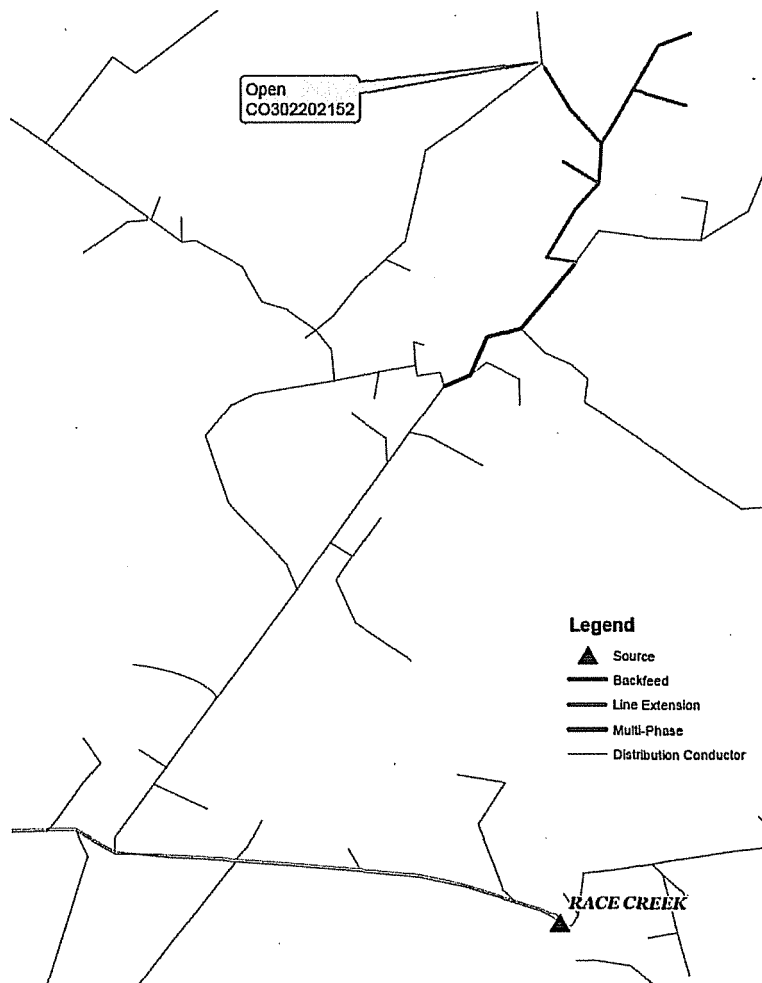 Open
CO302202152
Legend
Source
Backfeed
Line Extension
Multi-Phase
Distribution Conductor
RACE CREEK